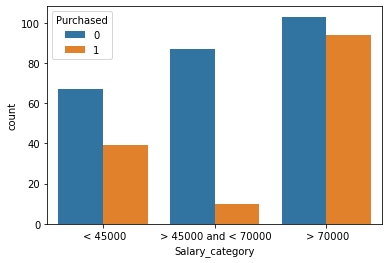 Purchased
0
1
count
100
80
60
40
20
0
< 45000
> 45000 and < 70000
> 70000
Salary_category